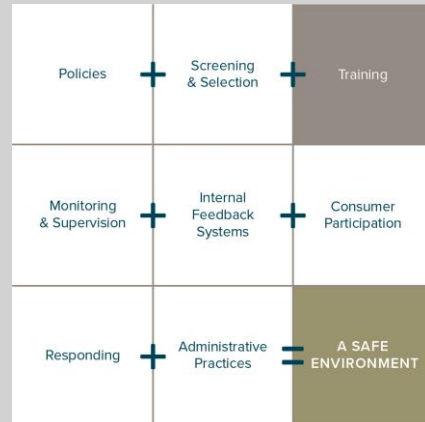 Policies + Screening & Selection + Training
Monitoring & Supervision + Internal Feedback Systems + Consumer Participation
Responding + Administrative Practices = A SAFE ENVIRONMENT